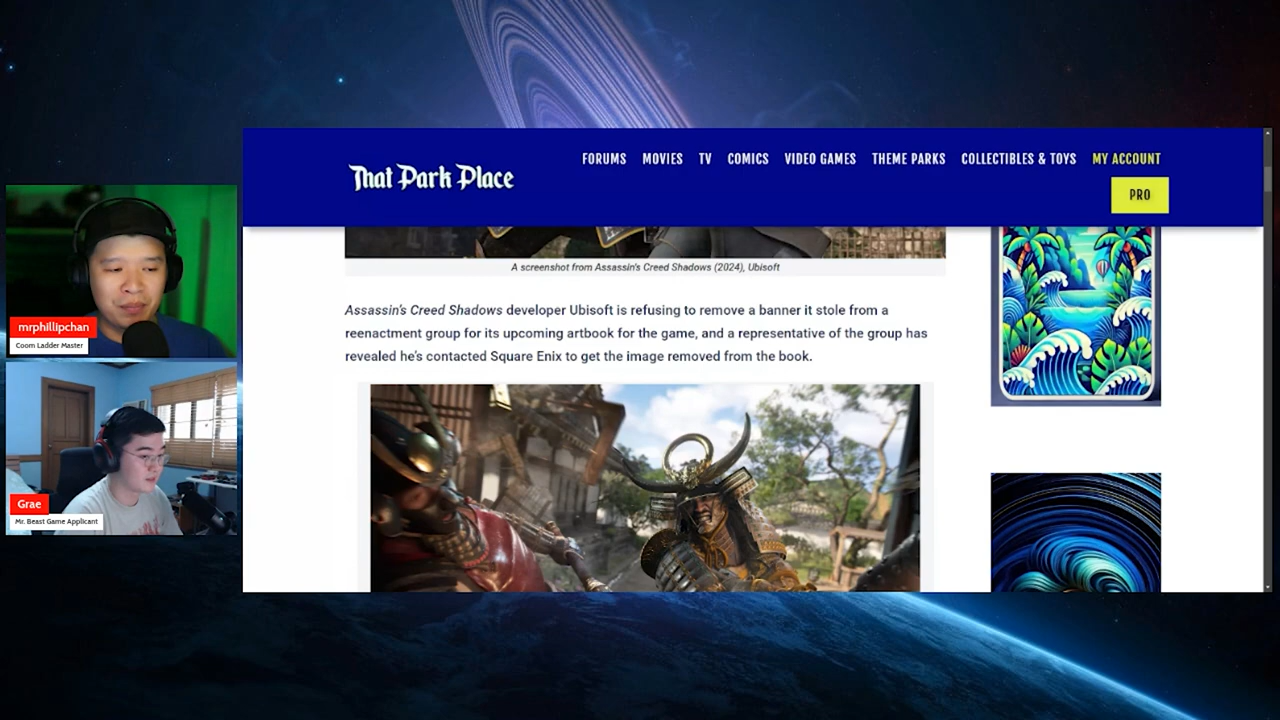 That Park Place
FORUMS MOVIES TV COMICS VIDEO GAMES THEME PARKS COLLECTIBLES & TOYS MY ACCOUNT
PRO
A screenshot from Assassin's Creed Shadows (2024), Ubisoft
Assassin's Creed Shadows developer Ubisoft is refusing to remove a banner it stole from a
reenactment group for its upcoming artbook for the game, and a representative of the group has
revealed he's contacted Square Enix to get the image removed from the book.
mrphillipchan
Coom Ladder Master
Grae
Mr. Beast Game Applicant